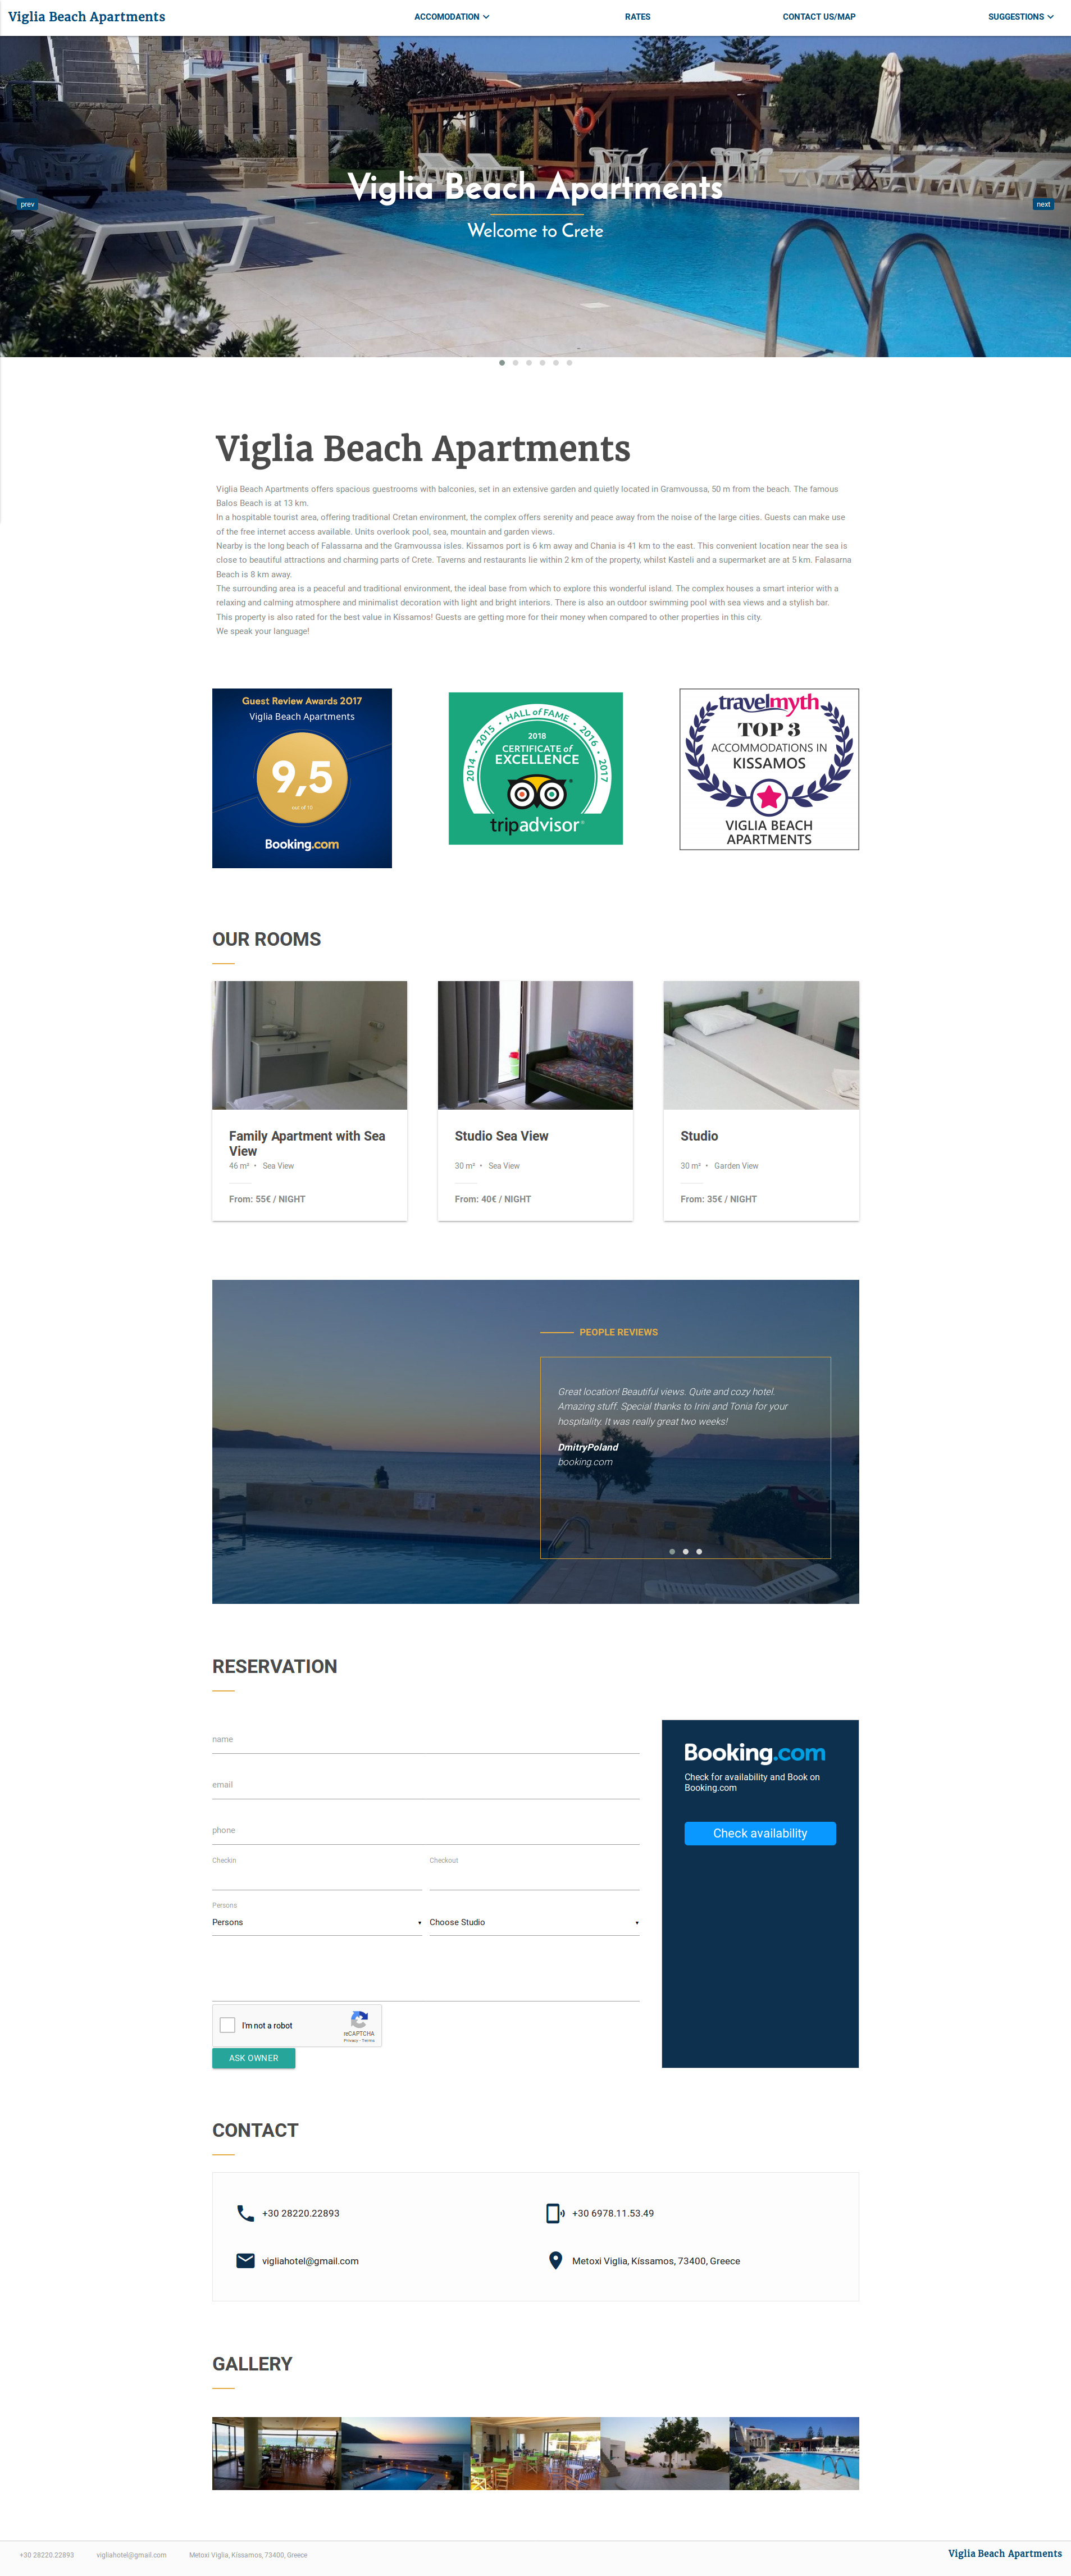 Viglia Beach Apartments
ACCOMODATION
RATES
CONTACT US/MAP
SUGGESTIONS
Viglia Beach Apartments
prev
next
Welcome to Crete
Viglia Beach Apartments
Viglia Beach Apartments offers spacious guestrooms with balconies, set in an extensive garden and quietly located in Gramvoussa, 50 m from the beach. The famous
Balos Beach is at 13 km.
In a hospitable tourist area, offering traditional Cretan environment, the complex offers serenity and peace away from the noise of the large cities. Guests can make use
of the free internet access available. Units overlook pool, sea, mountain and garden views.
Nearby is the long beach of Falassarna and the Gramvoussa isles. Kissamos port is 6 km away and Chania is 41 km to the east. This convenient location near the sea is
close to beautiful attractions and charming parts of Crete. Taverns and restaurants lie within 2 km of the property, whilst Kasteli and a supermarket are at 5 km. Falasarna
Beach is 8 km away.
The surrounding area is a peaceful and traditional environment, the ideal base from which to explore this wonderful island. The complex houses a smart interior with a
relaxing and calming atmosphere and minimalist decoration with light and bright interiors. There is also an outdoor swimming pool with sea views and a stylish bar.
This property is also rated for the best value in Kissamos! Guests are getting more for their money when compared to other properties in this city.
We speak your language!
Guest Review Awards 2017
Viglia Beach Apartments
9,5
out of 10
Booking.com
2014 • 2015 • HALL of FAME • 2016 • 2017
2018
CERTIFICATE of
EXCELLENCE
tripadvisor®
travelmyth
TOP 3
ACCOMMODATIONS IN
KISSAMOS
VIGLIA BEACH
APARTMENTS
OUR ROOMS
Family Apartment with Sea
View
46 m² • Sea View
From: 55€ / NIGHT
Studio Sea View
30 m² • Sea View
From: 40€ / NIGHT
Studio
30 m² • Garden View
From: 35€ / NIGHT
PEOPLE REVIEWS
Great location! Beautiful views. Quite and cozy hotel.
Amazing stuff. Special thanks to Irini and Tonia for your
hospitality. It was really great two weeks!
DmitryPoland
booking.com
RESERVATION
name
email
phone
Checkin
Checkout
Persons
Persons
Choose Studio
I'm not a robot
reCAPTCHA
Privacy - Terms
ASK OWNER
Booking.com
Check for availability and Book on
Booking.com
Check availability
CONTACT
+30 28220.22893
+30 6978.11.53.49
vigliahotel@gmail.com
Metoxi Viglia, Kíssamos, 73400, Greece
GALLERY
+30 28220.22893
vigliahotel@gmail.com
Metoxi Viglia, Kíssamos, 73400, Greece
Viglia Beach Apartments